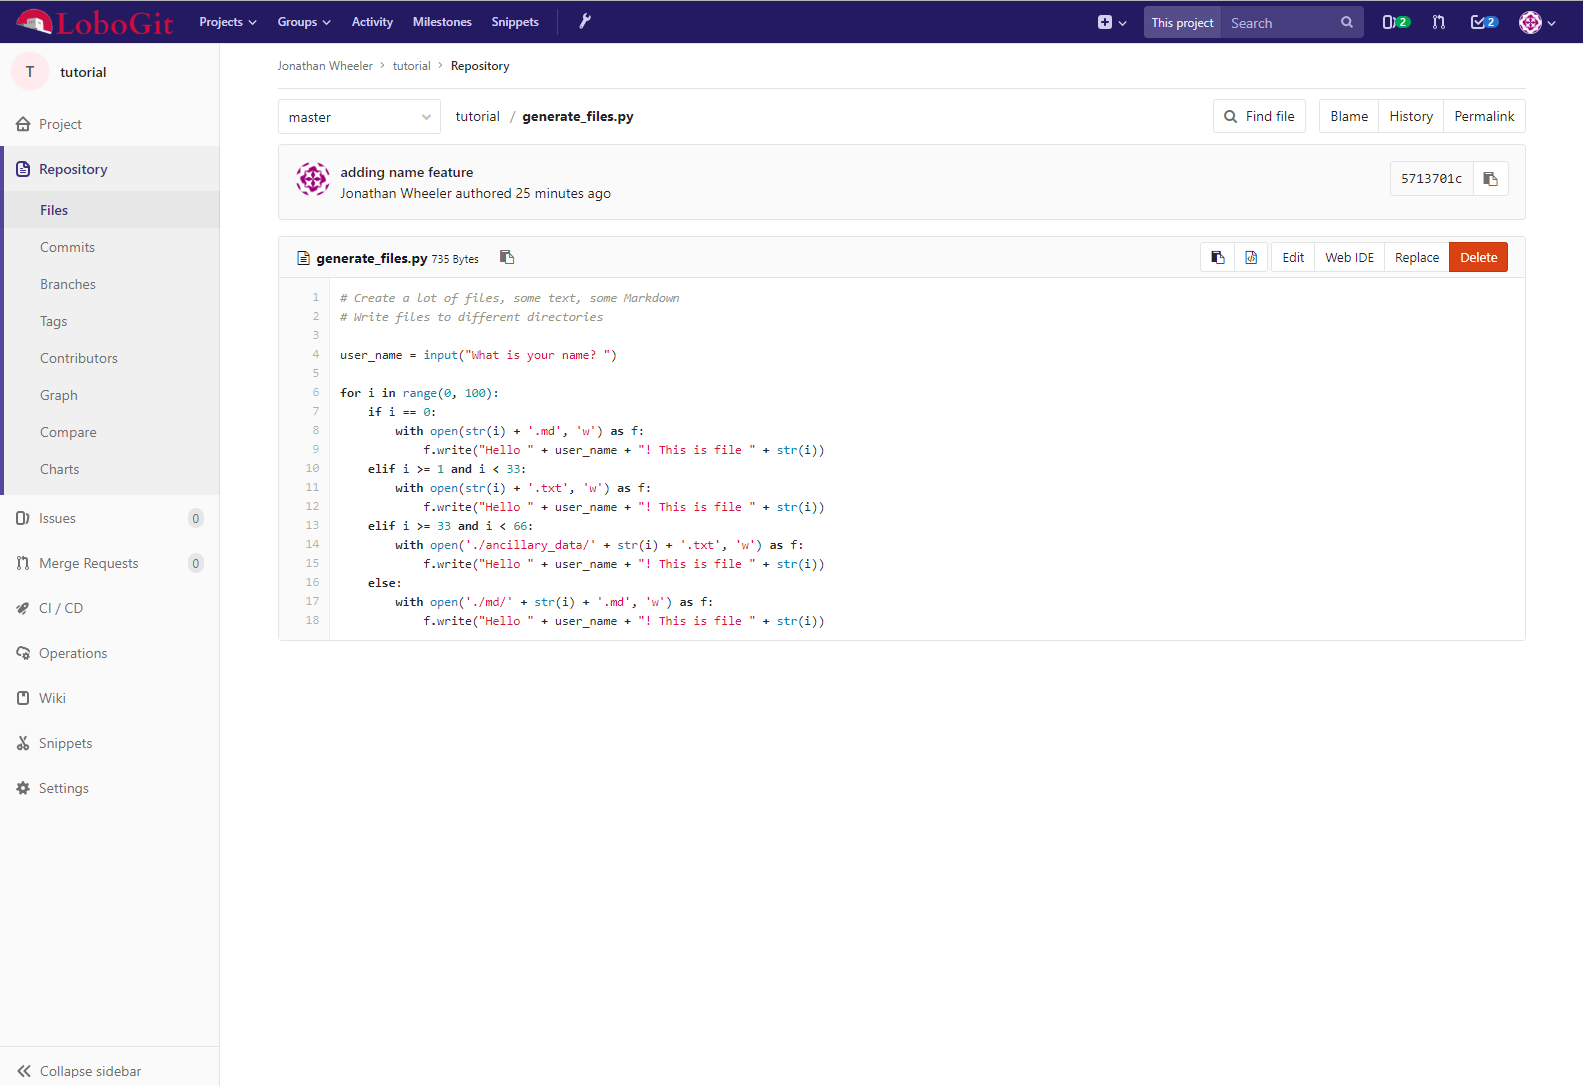 LoboGit Projects Groups Activity Milestones Snippets This project Search 2 2
T tutorial
Jonathan Wheeler > tutorial > Repository
master tutorial / generate_files.py Find file Blame History Permalink
Project
Repository
Files
Commits
Branches
Tags
Contributors
Graph
Compare
Charts
Issues 0
Merge Requests 0
CI / CD
Operations
Wiki
Snippets
Settings
Collapse sidebar
adding name feature
Jonathan Wheeler authored 25 minutes ago
5713701c
generate_files.py 735 Bytes Edit Web IDE Replace Delete
1 # Create a lot of files, some text, some Markdown
2 # Write files to different directories
3
4 user_name = input("What is your name? ")
5
6 for i in range(0, 100):
7     if i == 0:
8         with open(str(i) + '.md', 'w') as f:
9             f.write("Hello " + user_name + "! This is file " + str(i))
10     elif i >= 1 and i < 33:
11         with open(str(i) + '.txt', 'w') as f:
12             f.write("Hello " + user_name + "! This is file " + str(i))
13     elif i >= 33 and i < 66:
14         with open('./ancillary_data/' + str(i) + '.txt', 'w') as f:
15             f.write("Hello " + user_name + "! This is file " + str(i))
16     else:
17         with open('./md/' + str(i) + '.md', 'w') as f:
18             f.write("Hello " + user_name + "! This is file " + str(i))